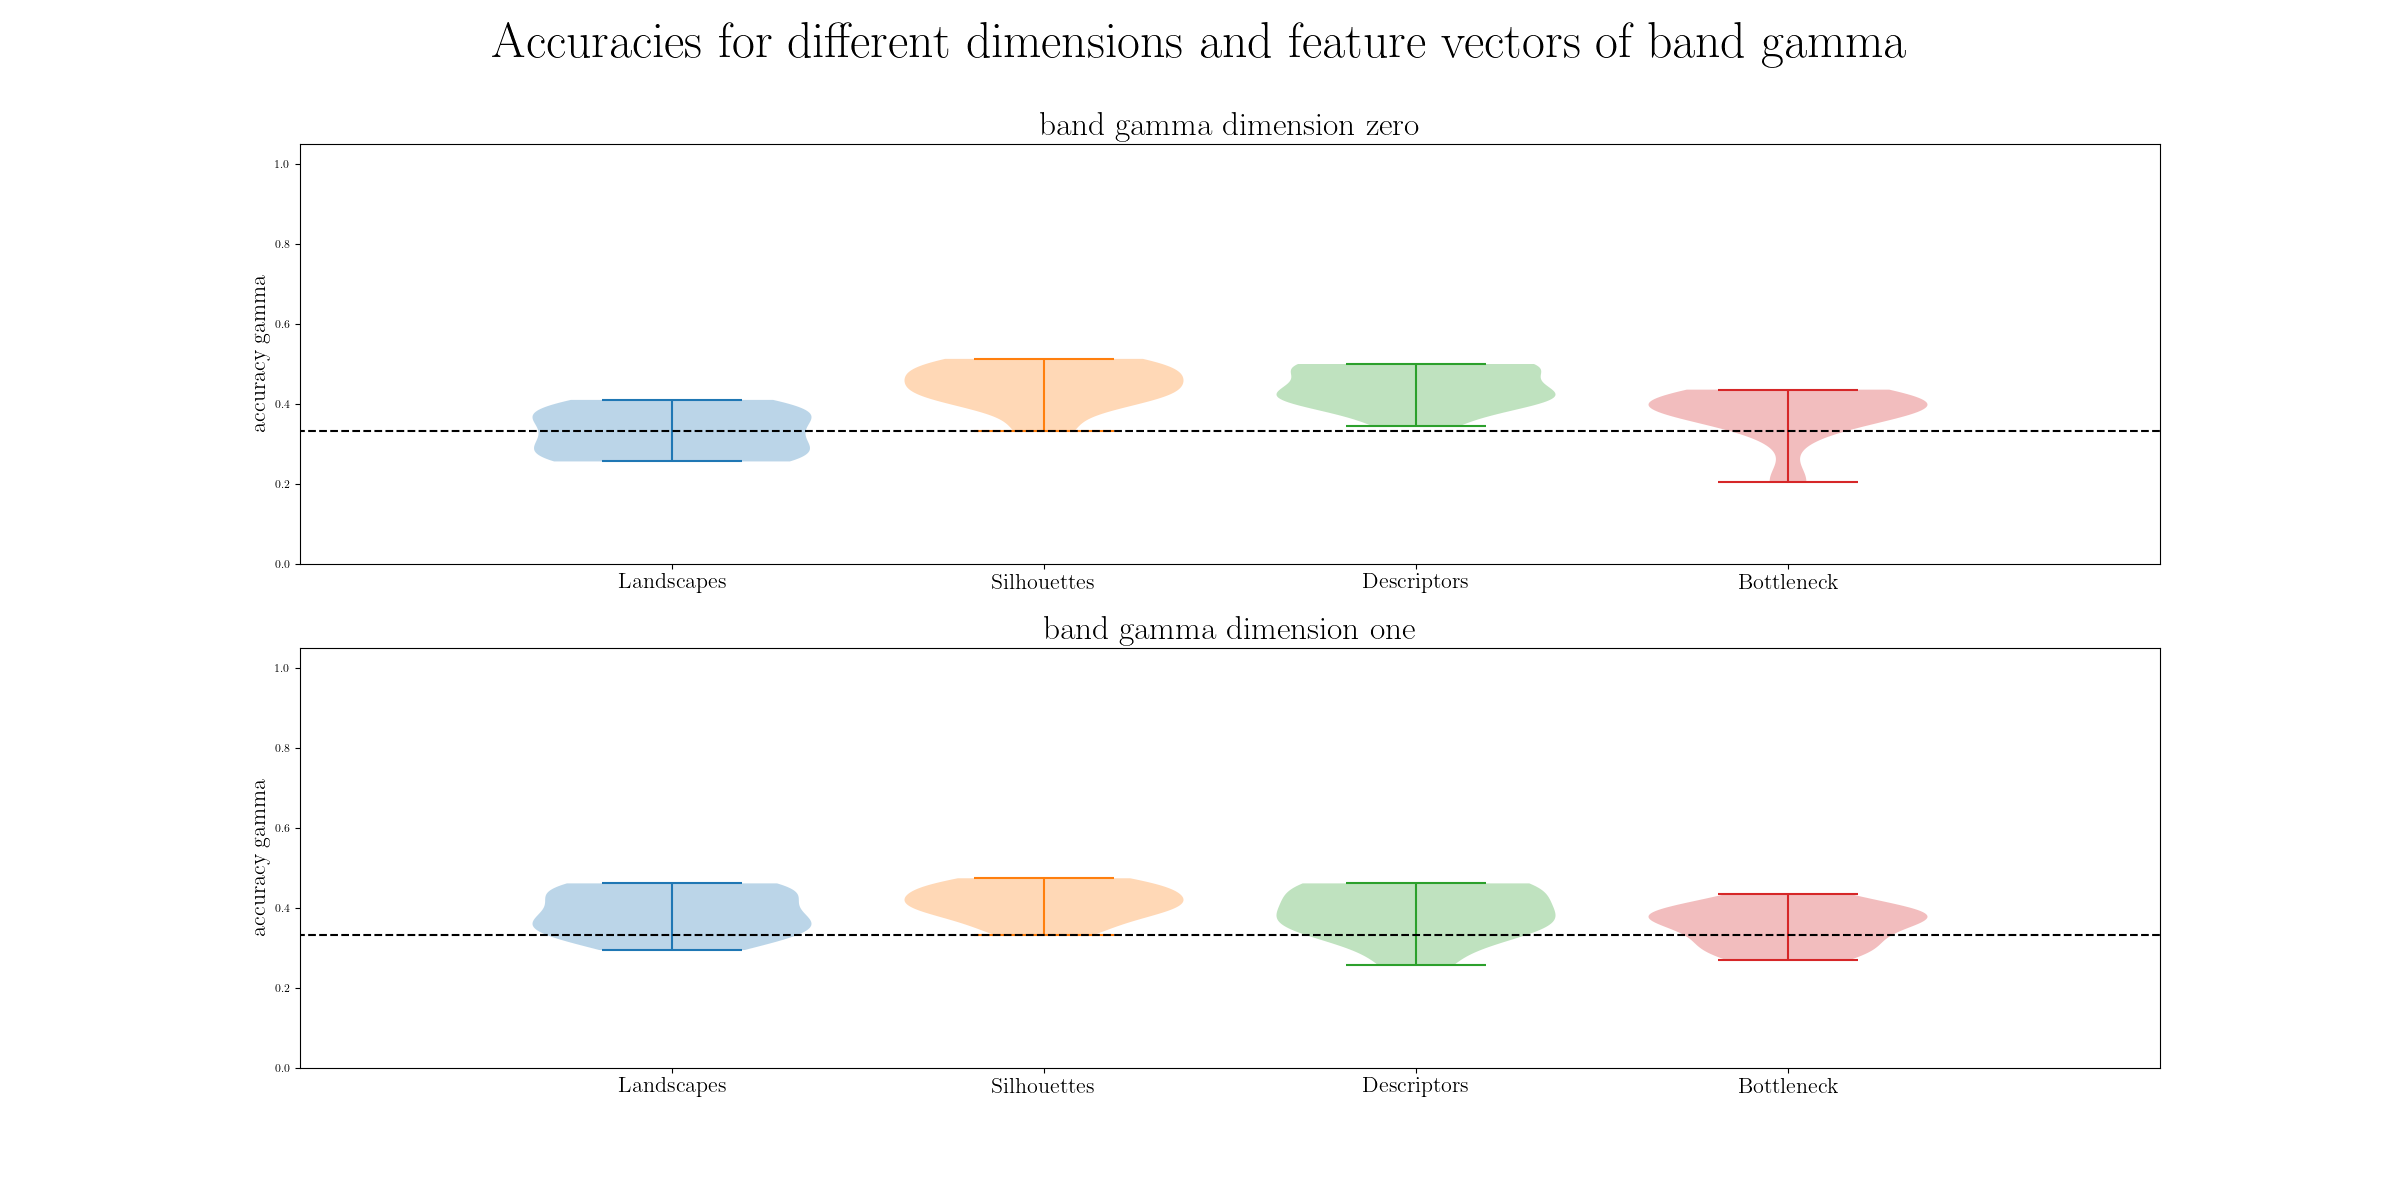 Accuracies for different dimensions and feature vectors of band gamma
band gamma dimension zero
1.0
0.8
0.6
0.4
0.2
0.0
accuracy gamma
Landscapes Silhouettes Descriptors Bottleneck
band gamma dimension one
1.0
0.8
0.6
0.4
0.2
0.0
accuracy gamma
Landscapes Silhouettes Descriptors Bottleneck